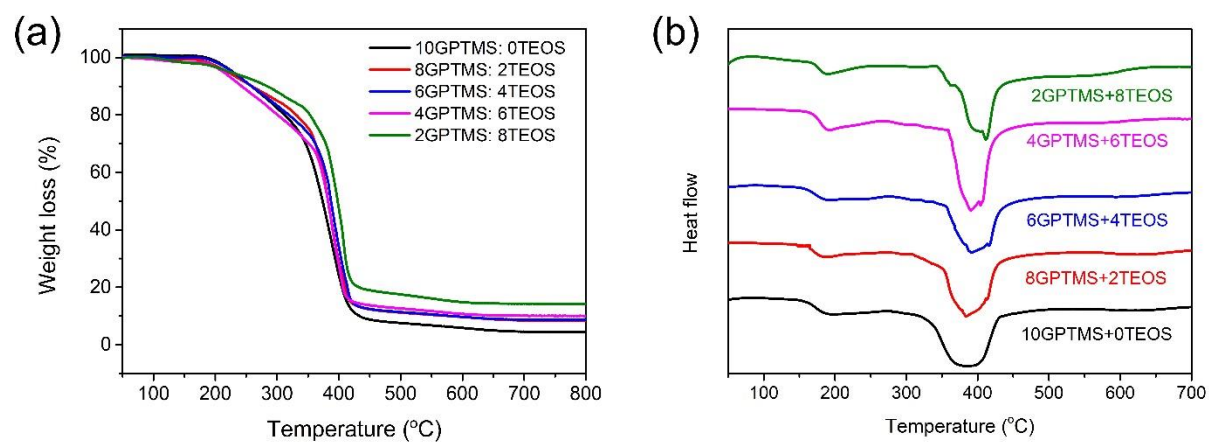 (a)
100
80
60
40
20
0
Weight loss (%)
10GPTMS: 0TEOS
8GPTMS: 2TEOS
6GPTMS: 4TEOS
4GPTMS: 6TEOS
2GPTMS: 8TEOS
100 200 300 400 500 600 700 800
Temperature (°C)
(b)
Heat flow
2GPTMS+8TEOS
4GPTMS+6TEOS
6GPTMS+4TEOS
8GPTMS+2TEOS
10GPTMS+0TEOS
100 200 300 400 500 600 700
Temperature (°C)